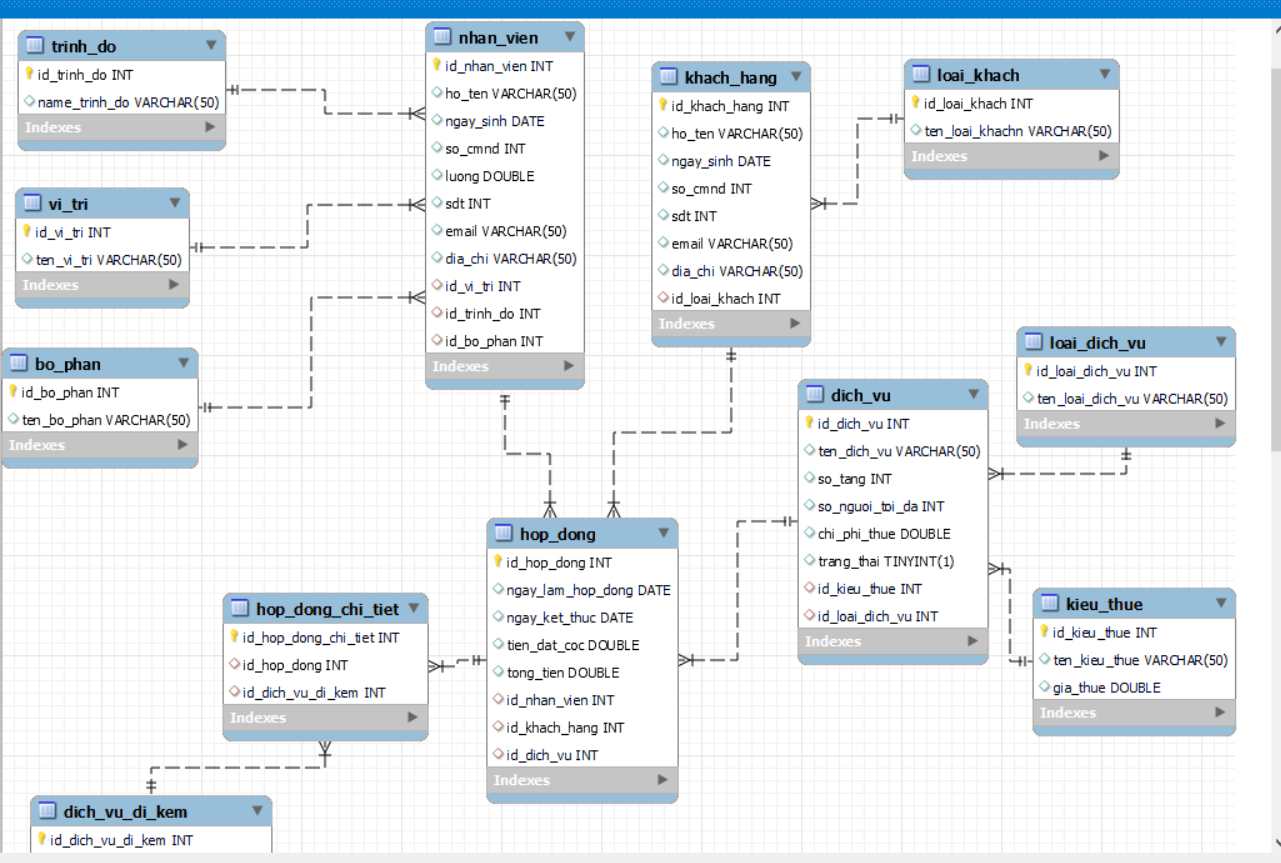 trinh_do
id_trinh_do INT
name_trinh_do VARCHAR(50)
Indexes
vi_tri
id_vi_tri INT
ten_vi_tri VARCHAR(50)
Indexes
bo_phan
id_bo_phan INT
ten_bo_phan VARCHAR(50)
Indexes
nhan_vien
id_nhan_vien INT
ho_ten VARCHAR(50)
ngay_sinh DATE
so_cmnd INT
luong DOUBLE
sdt INT
email VARCHAR(50)
dia_chi VARCHAR(50)
id_vi_tri INT
id_trinh_do INT
id_bo_phan INT
Indexes
khach_hang
id_khach_hang INT
ho_ten VARCHAR(50)
ngay_sinh DATE
so_cmnd INT
sdt INT
email VARCHAR(50)
dia_chi VARCHAR(50)
id_loai_khach INT
Indexes
loai_khach
id_loai_khach INT
ten_loai_khachn VARCHAR(50)
Indexes
loai_dich_vu
id_loai_dich_vu INT
ten_loai_dich_vu VARCHAR(50)
Indexes
dich_vu
id_dich_vu INT
ten_dich_vu VARCHAR(50)
so_tang INT
so_nguoi_toi_da INT
chi_phi_thue DOUBLE
trang_thai TINYINT(1)
id_kieu_thue INT
id_loai_dich_vu INT
Indexes
kieu_thue
id_kieu_thue INT
ten_kieu_thue VARCHAR(50)
gia_thue DOUBLE
Indexes
hop_dong
id_hop_dong INT
ngay_lam_hop_dong DATE
ngay_ket_thuc DATE
tien_dat_coc DOUBLE
tong_tien DOUBLE
id_nhan_vien INT
id_khach_hang INT
id_dich_vu INT
Indexes
hop_dong_chi_tiet
id_hop_dong_chi_tiet INT
id_hop_dong INT
id_dich_vu_di_kem INT
Indexes
dich_vu_di_kem
id_dich_vu_di_kem INT